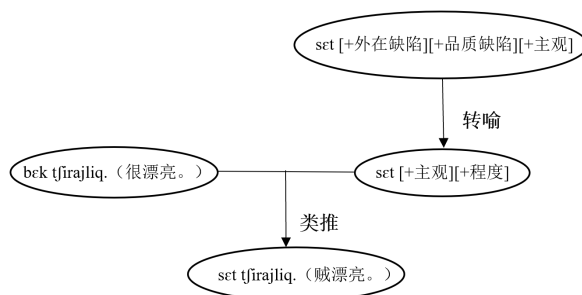 sɛt [+外在缺陷][+品质缺陷][+主观]
转喻
bɛk tʃirajliq.（很漂亮。）
sɛt [+主观][+程度]
类推
sɛt tʃirajliq.（贼漂亮。）